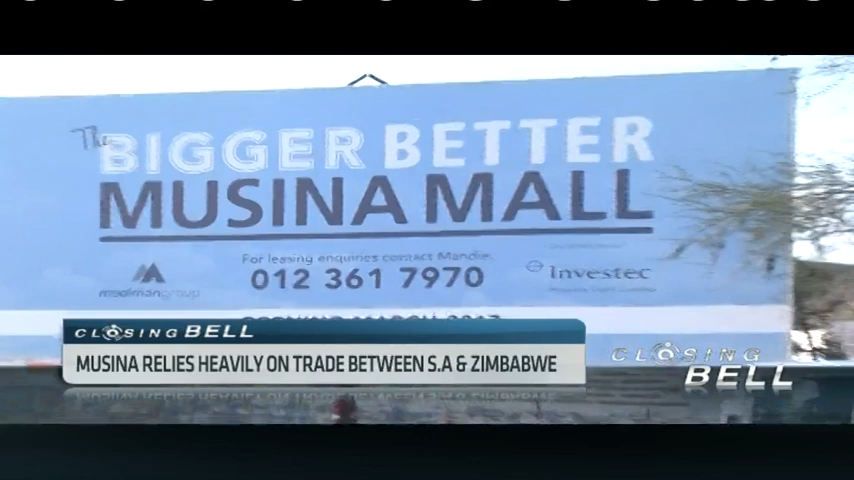 The
BIGGER BETTER
MUSINA MALL
For leasing enquiries contact Mandie:
012 361 7970
Investec
CLOSING BELL
MUSINA RELIES HEAVILY ON TRADE BETWEEN S.A & ZIMBABWE
CLOSING
BELL